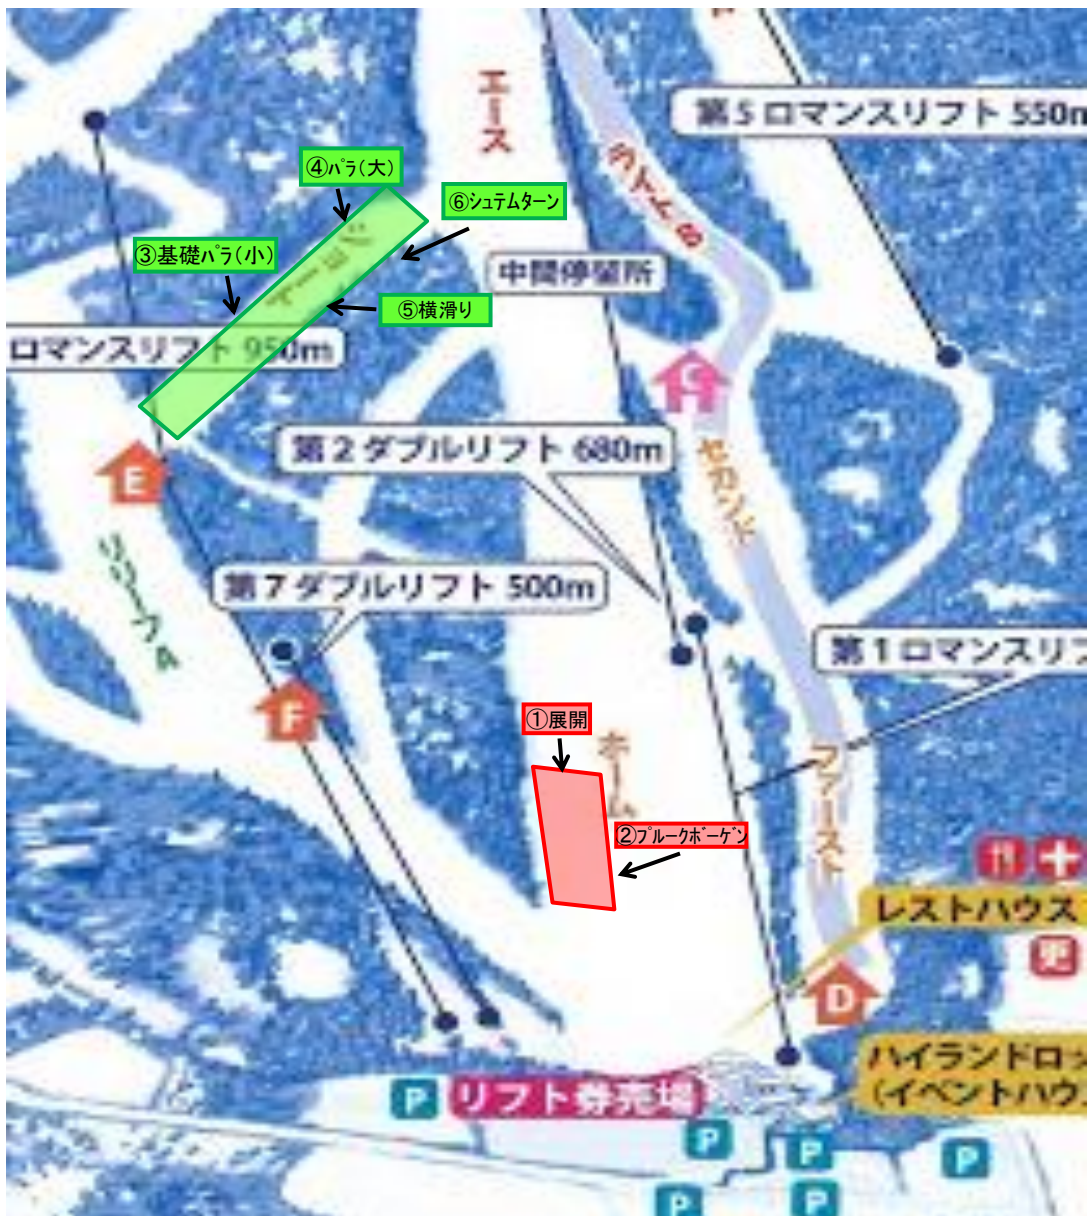 エース
第5ロマンスリフト 550m
④パラ(大)
⑥シュテムターン
③基礎パラ(小)
中間停留所
⑤横滑り
ロマンスリフト 950m
C
第2ダブルリフト 680m
E
セカンド
第7ダブルリフト 500m
第1ロマンスリフ
F
①展開
ホーム
②プルークボーゲン
ファースト
レストハウス
更
D
ハイランドロッ
(イベントハウ
P
リフト券売場
P
P
P
P
P